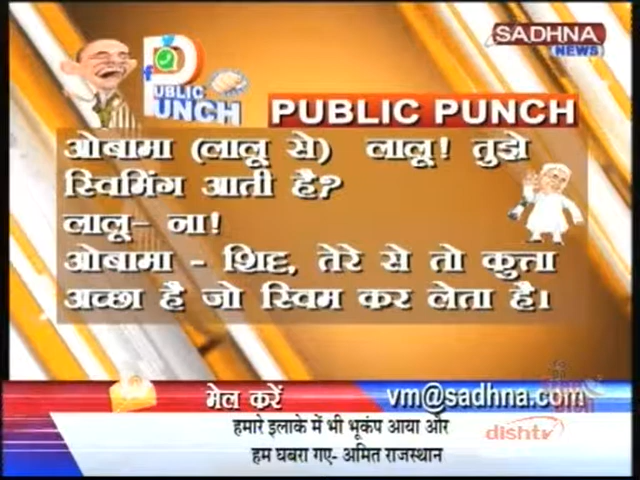 SADHNA
NEWS
PUBLIC
PUNCH
PUBLIC PUNCH
ओबामा (लालू से) लालू! तुझे
स्विमिंग आती है?
लालू- ना!
ओबामा - शिट्, तेरे से तो कुत्ता
अच्छा है जो स्विम कर लेता है।
मेल करें
vm@sadhna.com
हमारे इलाके में भी भूकंप आया और
हम घबरा गए- अमित राजस्थान
dishtv